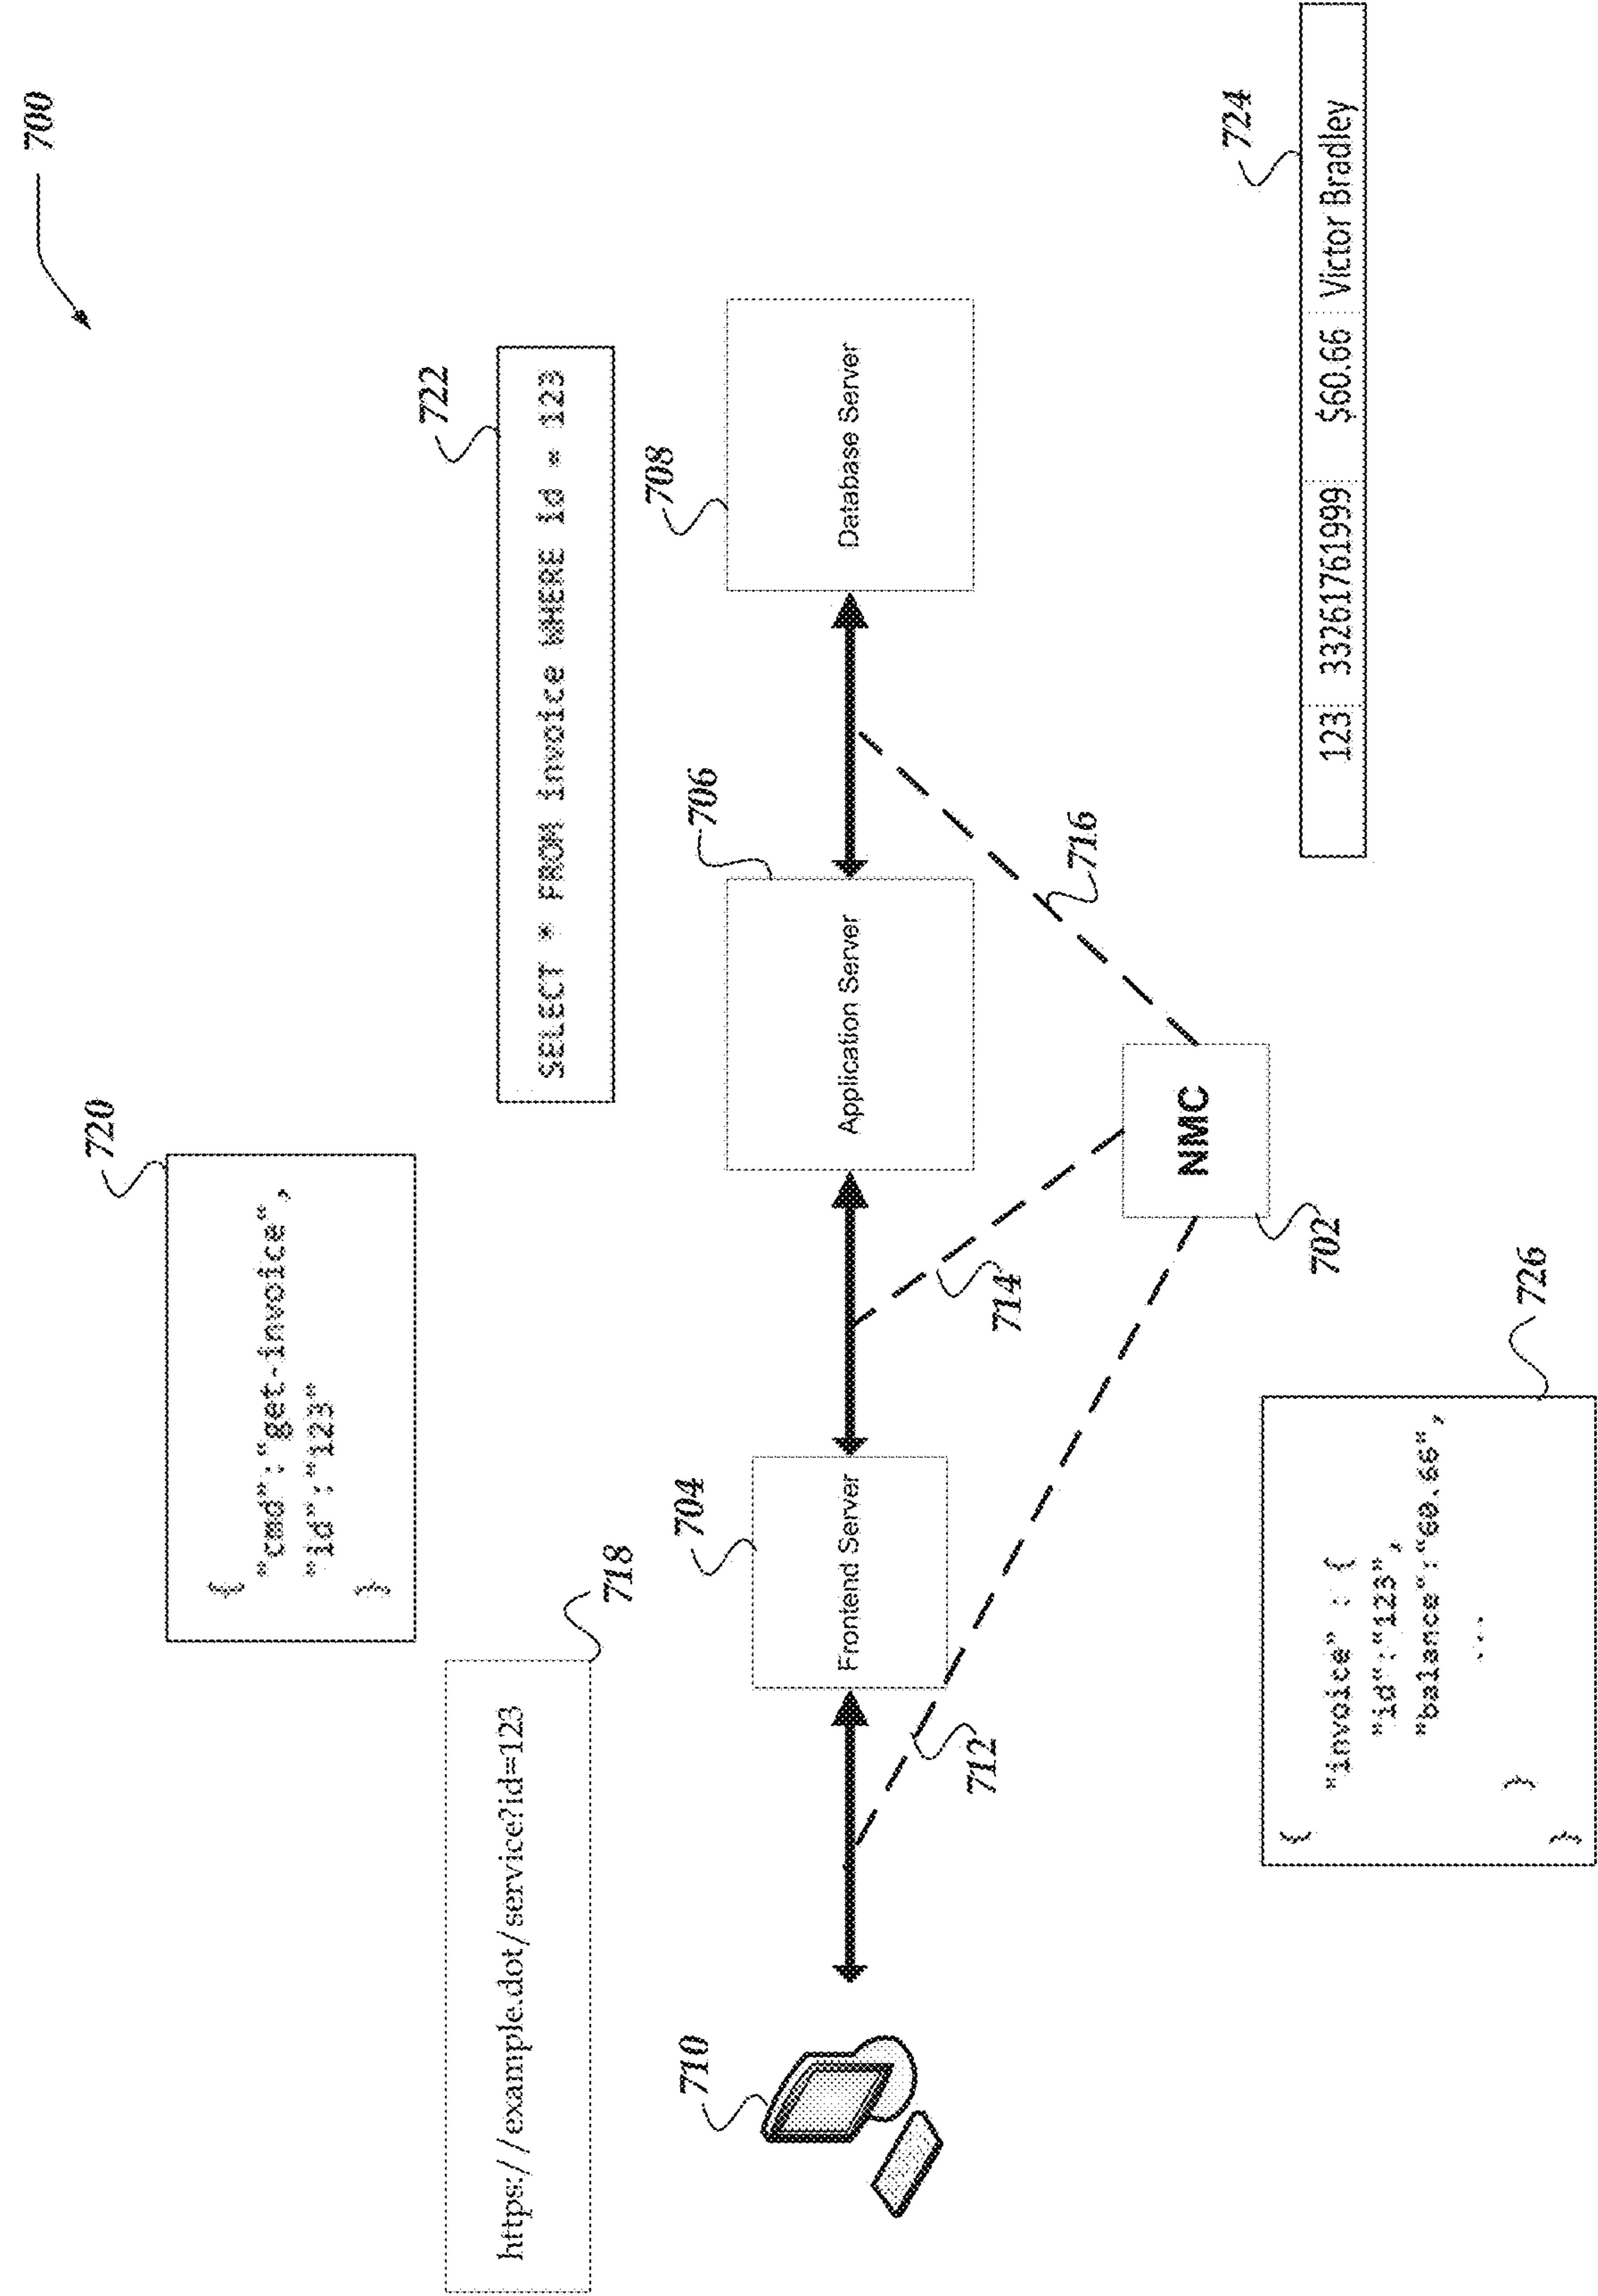 700
720
{
"cmd":"get-invoice",
"id":"123"
}
722
SELECT * FROM invoice WHERE id = 123
https://example.dot/service?id=123
718
710
704
706
708
Frontend Server
Application Server
Database Server
712
714
716
NMC
702
726
{
"invoice" : {
"id":"123",
"balance":"60.66",
...
}
}
724
123 33261761999 $60.66 Victor Bradley